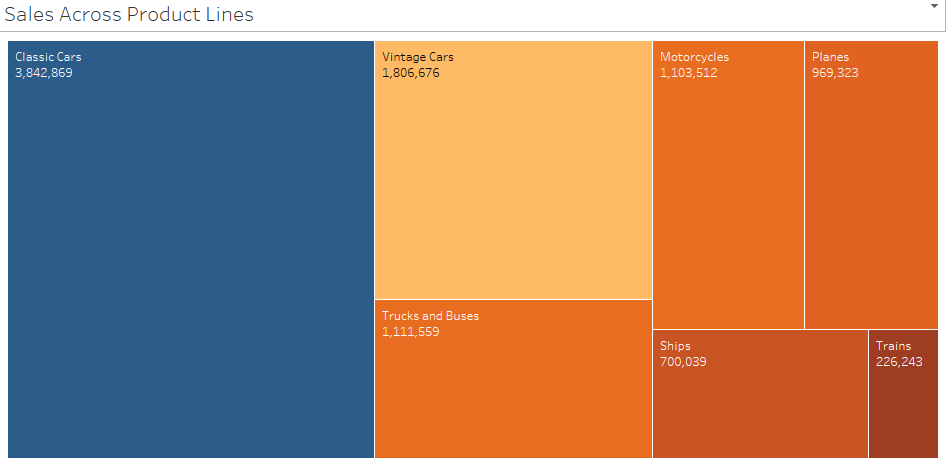 Sales Across Product Lines
Classic Cars
3,842,869
Vintage Cars
1,806,676
Trucks and Buses
1,111,559
Motorcycles
1,103,512
Planes
969,323
Ships
700,039
Trains
226,243